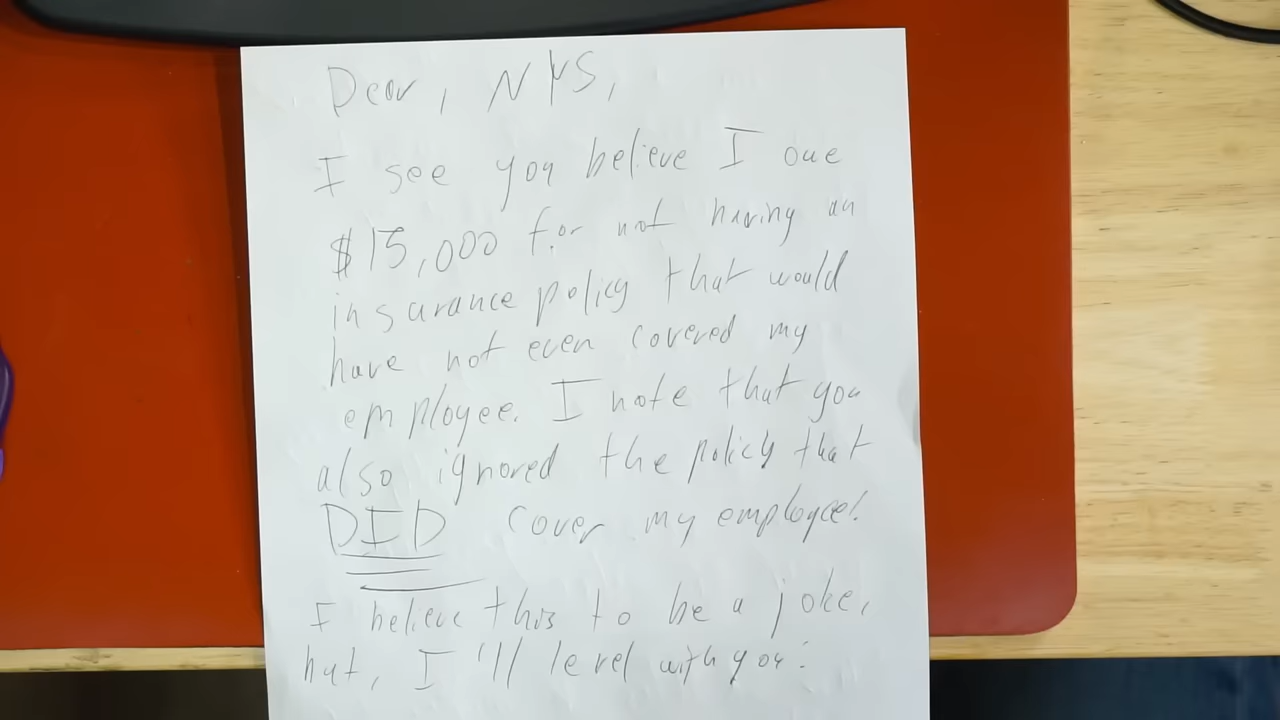 Dear, NYS,
I see you believe I owe
$15,000 for not having an
insurance policy that would
have not even covered my
employee. I note that you
also ignored the policy that
DID cover my employee!
I believe this to be a joke,
but, I'll level with you: